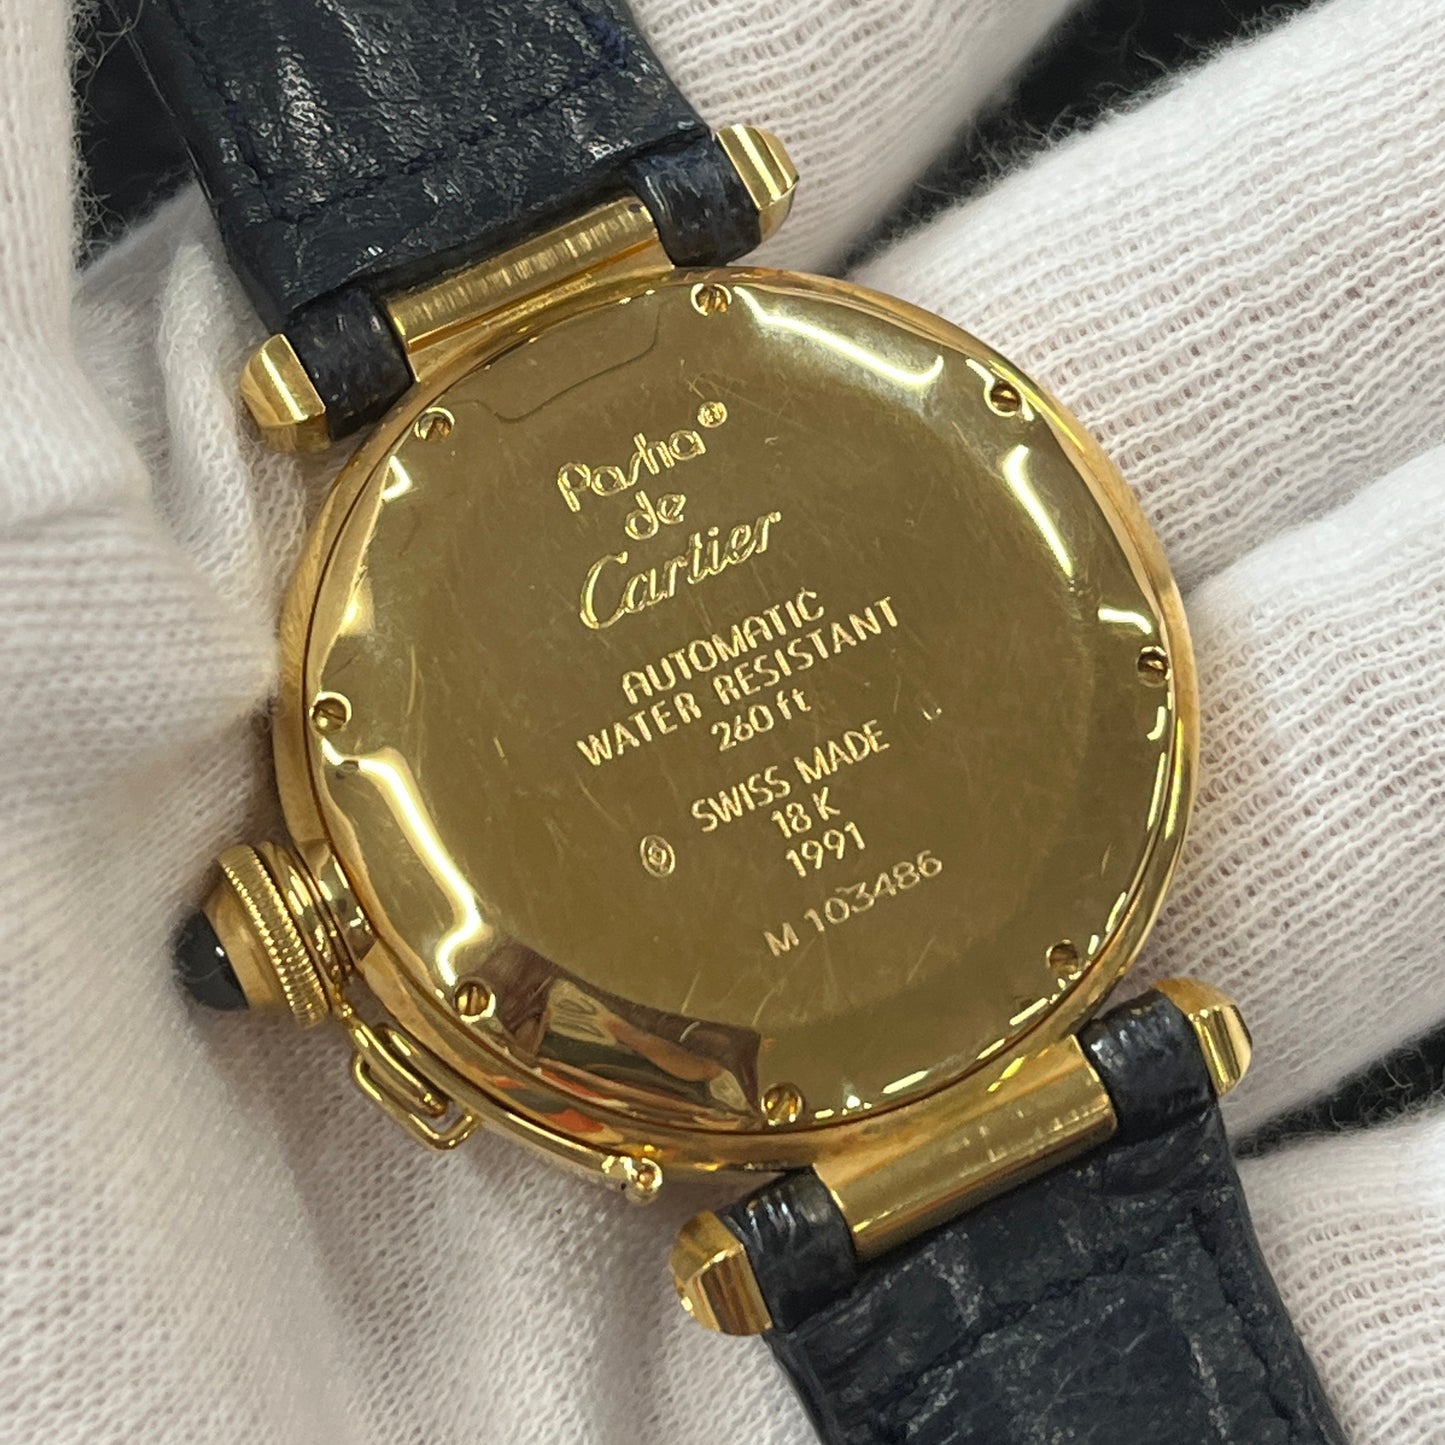 Pasha®
de
Cartier
AUTOMATIC
WATER RESISTANT
260 ft
SWISS MADE
18 K
1991
M 103486